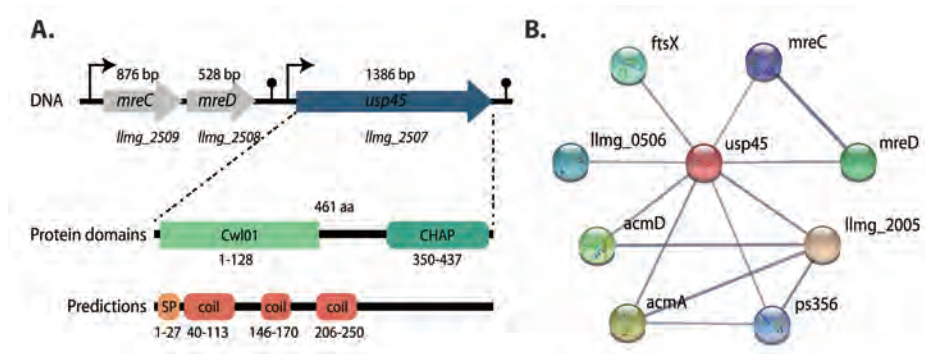 A.
876 bp 528 bp 1386 bp
DNA mreC mreD usp45
llmg_2509 llmg_2508 llmg_2507
461 aa
Protein domains Cwl01 CHAP
1-128 350-437
Predictions SP coil coil coil
1-27 40-113 146-170 206-250
B.
ftsX mreC
llmg_0506 usp45 mreD
acmD llmg_2005
acmA ps356